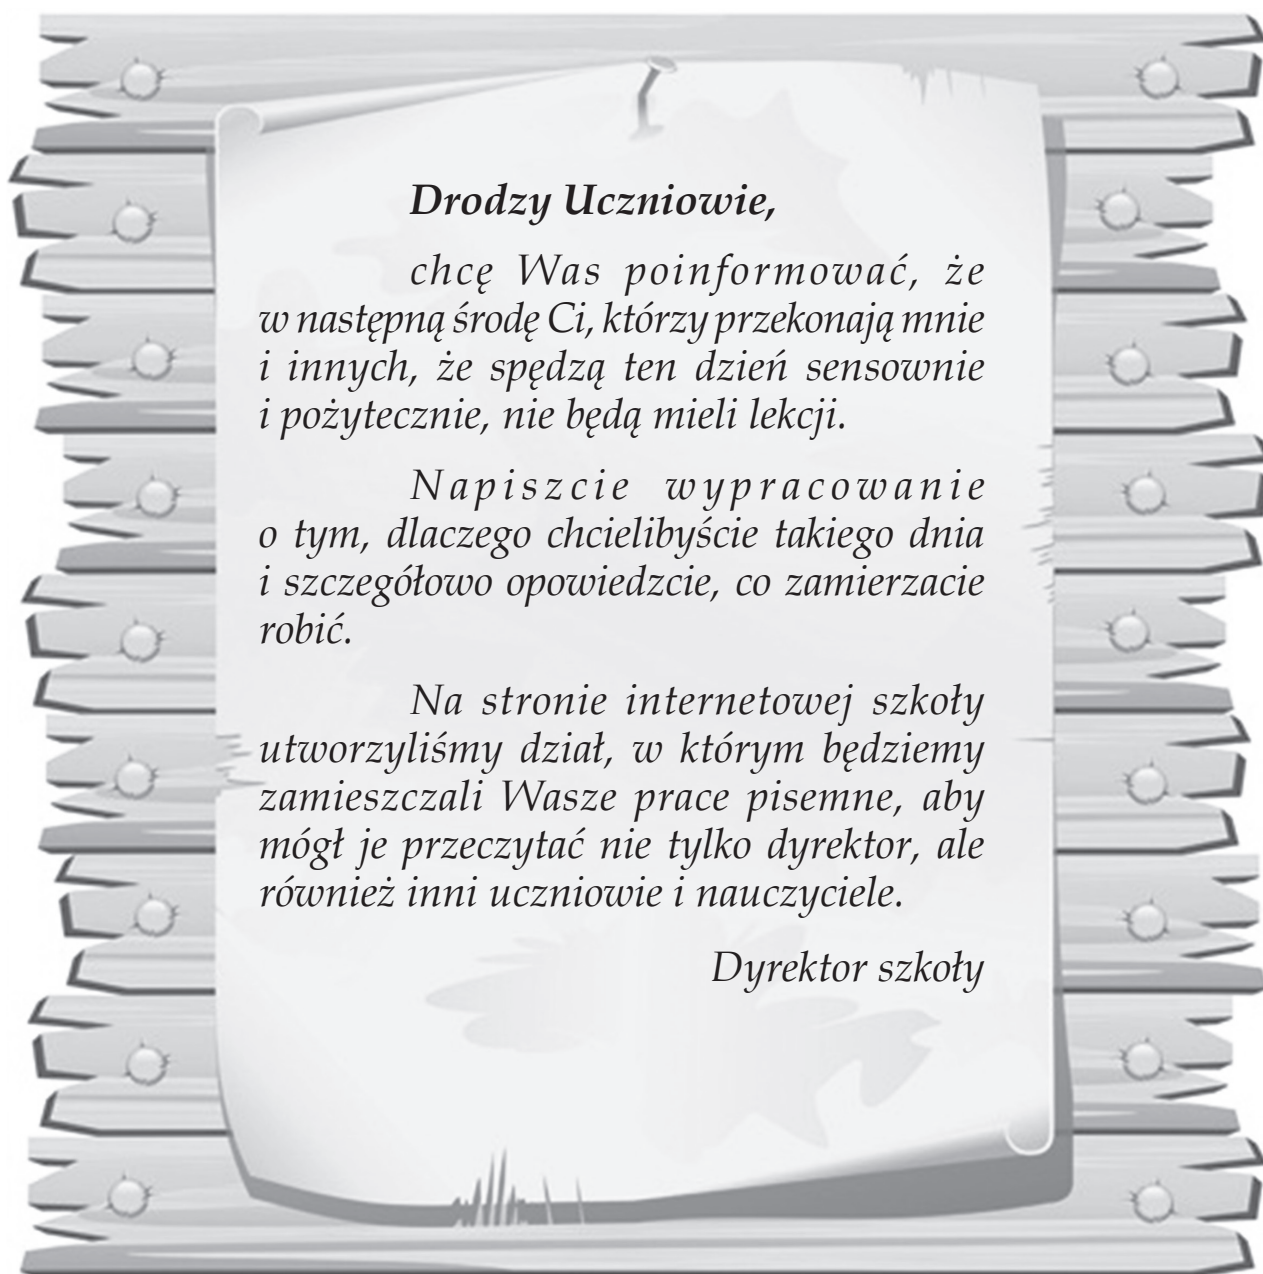 Drodzy Uczniowie,
chcę Was poinformować, że
w następną środę Ci, którzy przekonają mnie
i innych, że spędzą ten dzień sensownie
i pożytecznie, nie będą mieli lekcji.
Napiszcie wypracowanie
o tym, dlaczego chcielibyście takiego dnia
i szczegółowo opowiedzcie, co zamierzacie
robić.
Na stronie internetowej szkoły
utworzyliśmy dział, w którym będziemy
zamieszczali Wasze prace pisemne, aby
mógł je przeczytać nie tylko dyrektor, ale
również inni uczniowie i nauczyciele.
Dyrektor szkoły